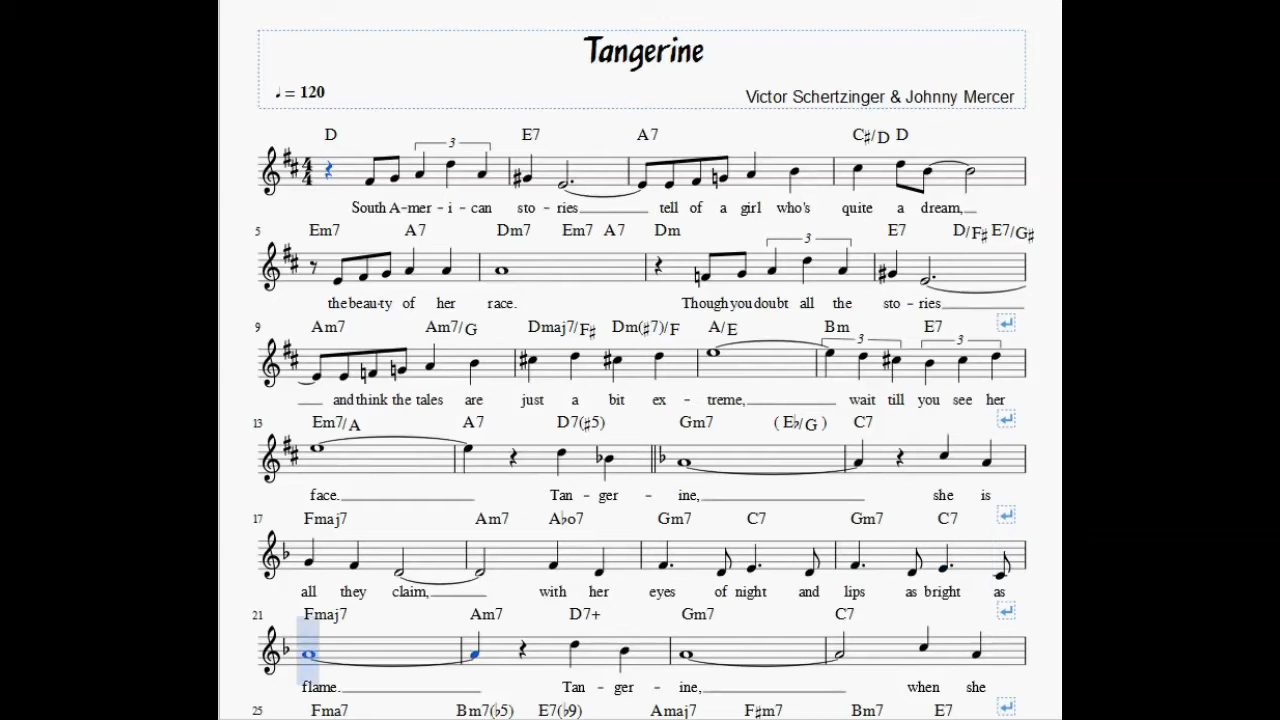 Tangerine
♩ = 120
Victor Schertzinger & Johnny Mercer
D E7 A7 C♯/D D
3
South A-mer-i-can sto-ries tell of a girl who's quite a dream,
5 Em7 A7 Dm7 Em7 A7 Dm E7 D/F♯ E7/G♯
3
the beau-ty of her race. Though you doubt all the sto-ries
9 Am7 Am7/G Dmaj7/F♯ Dm(♯7)/F A/E Bm E7
3 3
and think the tales are just a bit ex-treme, wait till you see her
13 Em7/A A7 D7(♯5) Gm7 (E♭/G) C7
face. Tan-ger-ine, she is
17 Fmaj7 Am7 A♭o7 Gm7 C7 Gm7 C7
all they claim, with her eyes of night and lips as bright as
21 Fmaj7 Am7 D7+ Gm7 C7
flame. Tan-ger-ine, when she
25 Fma7 Bm7(♭5) E7(♭9) Amaj7 F♯m7 Bm7 E7